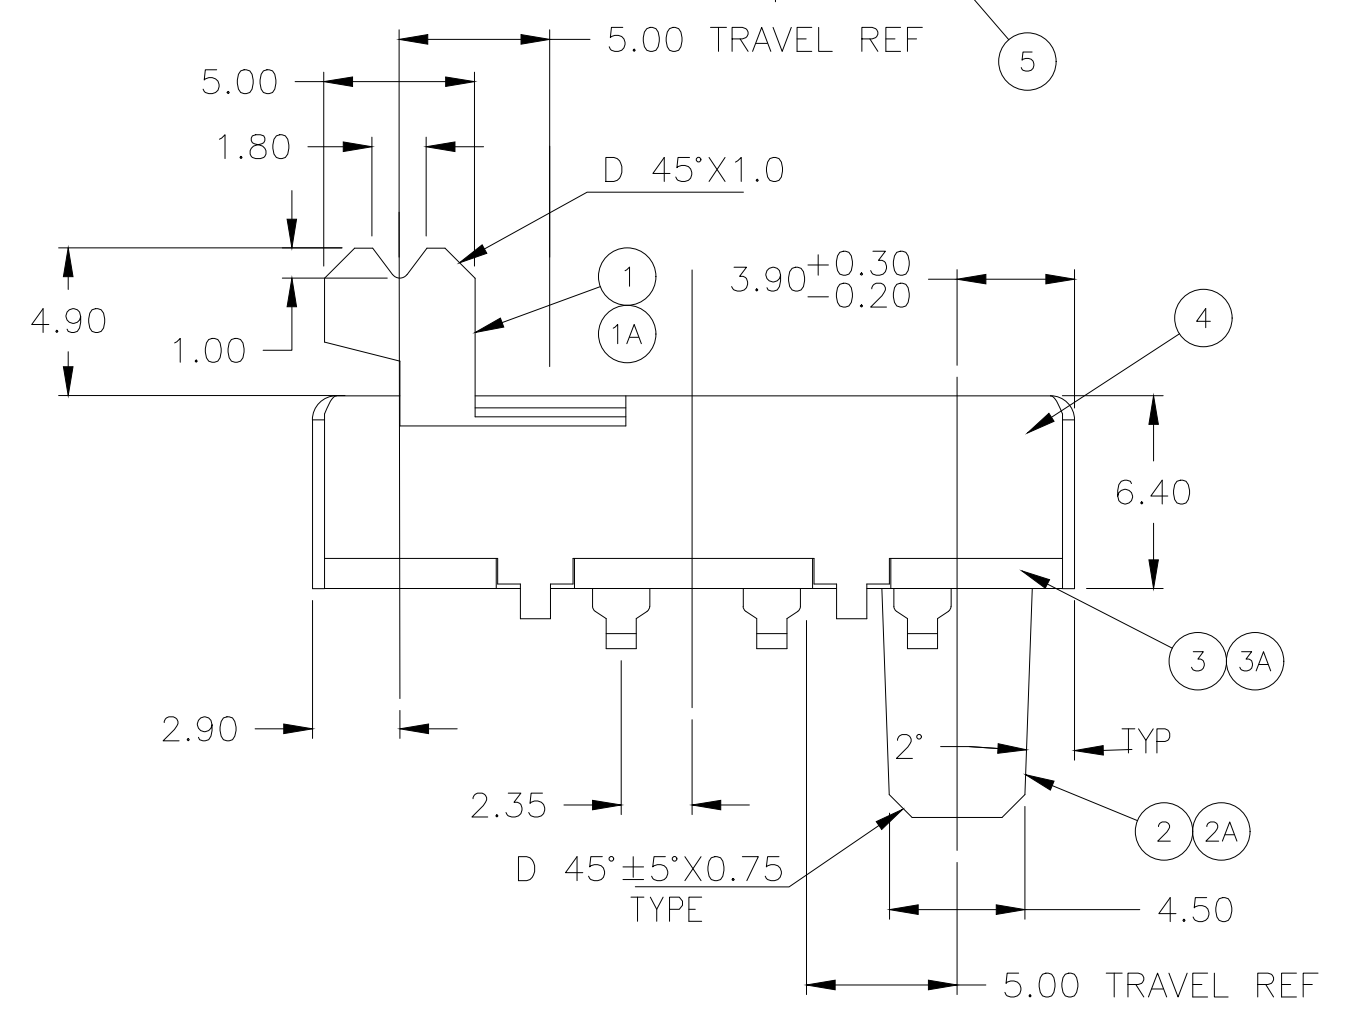 5.00 TRAVEL REF
5
5.00
1.80
D 45°X1.0
3.90 +0.30
-0.20
1
1A
4
4.90
1.00
6.40
3 3A
2.90
2°
TYP
2.35
2 2A
D 45°±5°X0.75
TYPE
4.50
5.00 TRAVEL REF